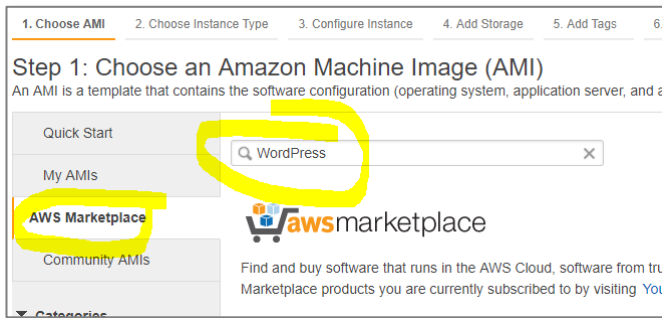 1. Choose AMI 2. Choose Instance Type 3. Configure Instance 4. Add Storage 5. Add Tags 6.
Step 1: Choose an Amazon Machine Image (AMI)
An AMI is a template that contains the software configuration (operating system, application server, and a
Quick Start
My AMIs
AWS Marketplace
Community AMIs
Categories
WordPress
awsmarketplace
Find and buy software that runs in the AWS Cloud, software from tru
Marketplace products you are currently subscribed to by visiting You